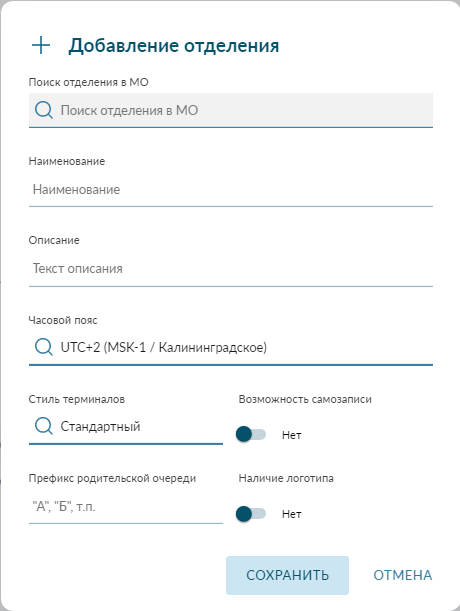 Добавление отделения
Поиск отделения в МО
Поиск отделения в МО
Наименование
Наименование
Описание
Текст описания
Часовой пояс
UTC+2 (MSK-1 / Калининградское)
Стиль терминалов
Стандартный
Возможность самозаписи
Нет
Префикс родительской очереди
"А", "Б", т.п.
Наличие логотипа
Нет
СОХРАНИТЬ ОТМЕНА